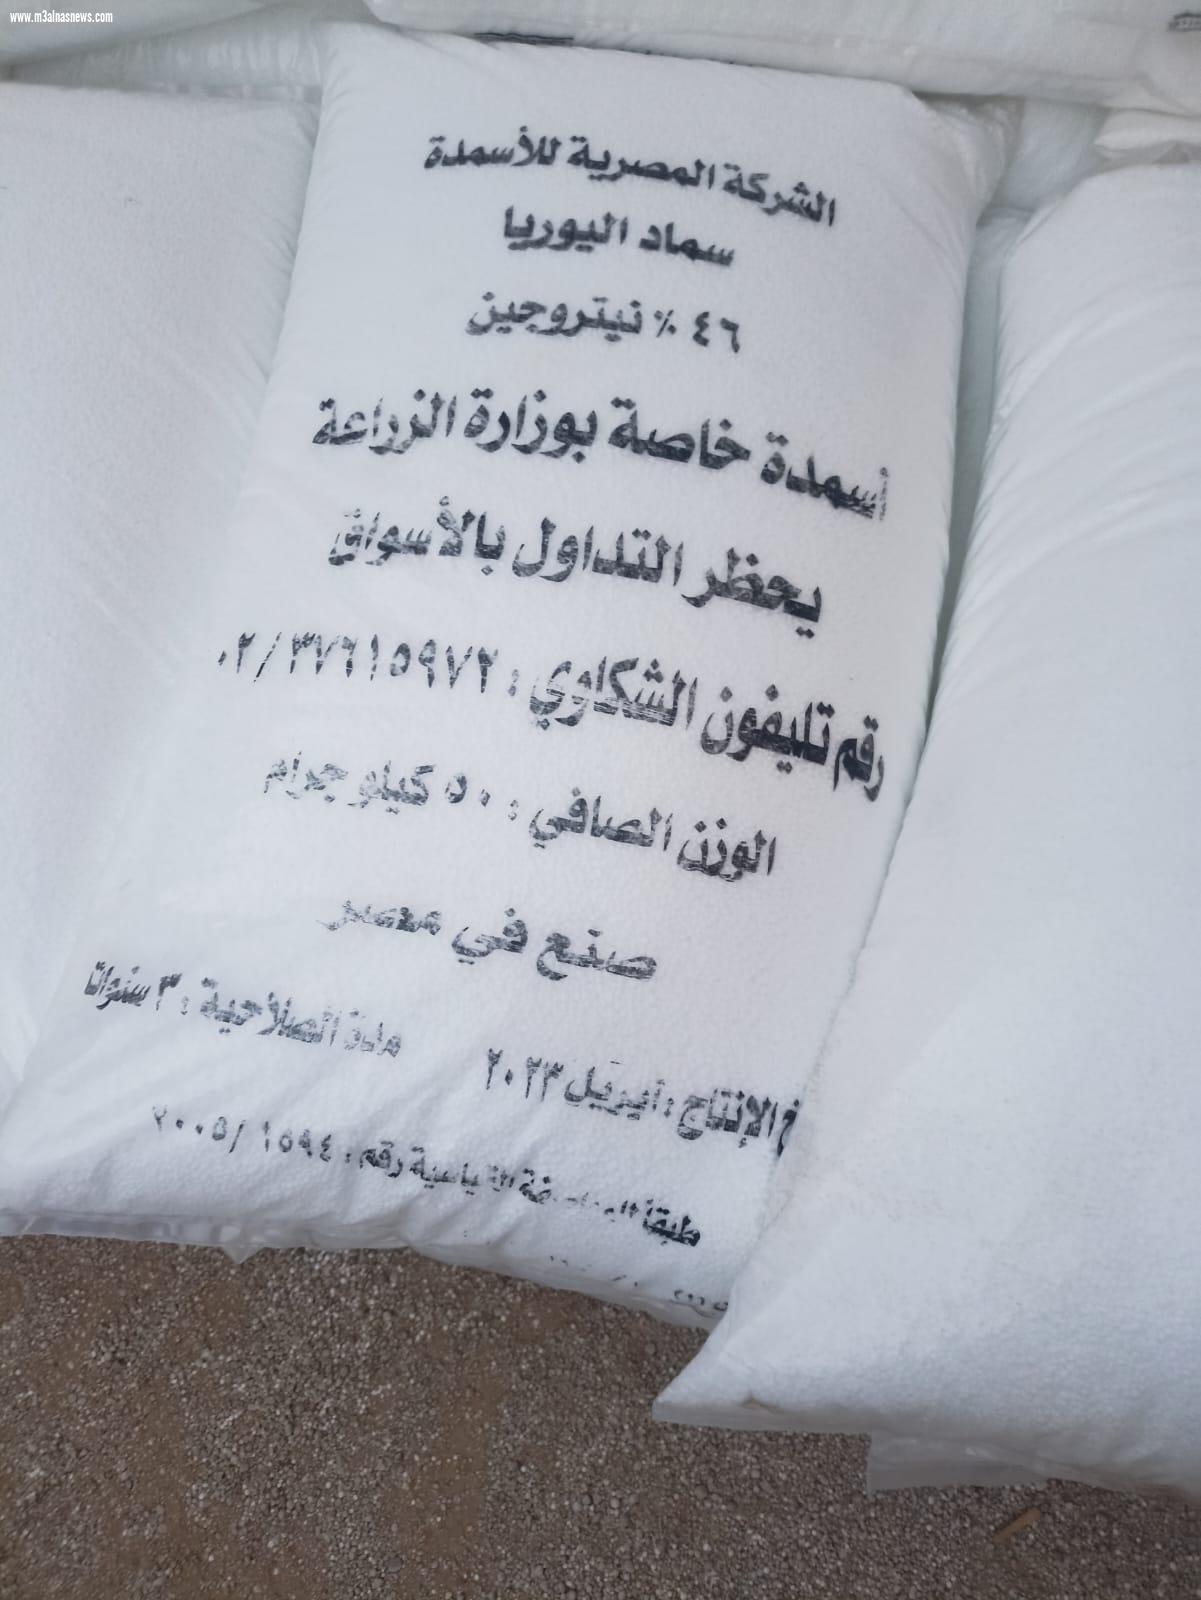 www.m3alnasnews.com
الشركة المصرية للأسمدة
سماد اليوريا
٤٦ ٪ نيتروجين
أسمدة خاصة بوزارة الزراعة
يحظر التداول بالأسواق
رقم تليفون الشكاوي : ٠٢/٣٧٦١٥٩٧٢
الوزن الصافي : ٥٠ كيلو جرام
صنع في مصر
الإنتاج : أبريل ٢٠٢٣ مدة الصلاحية : ٣ سنوات
طبقا القياسية رقم : ١٥٩٤ /٢٠٠٥